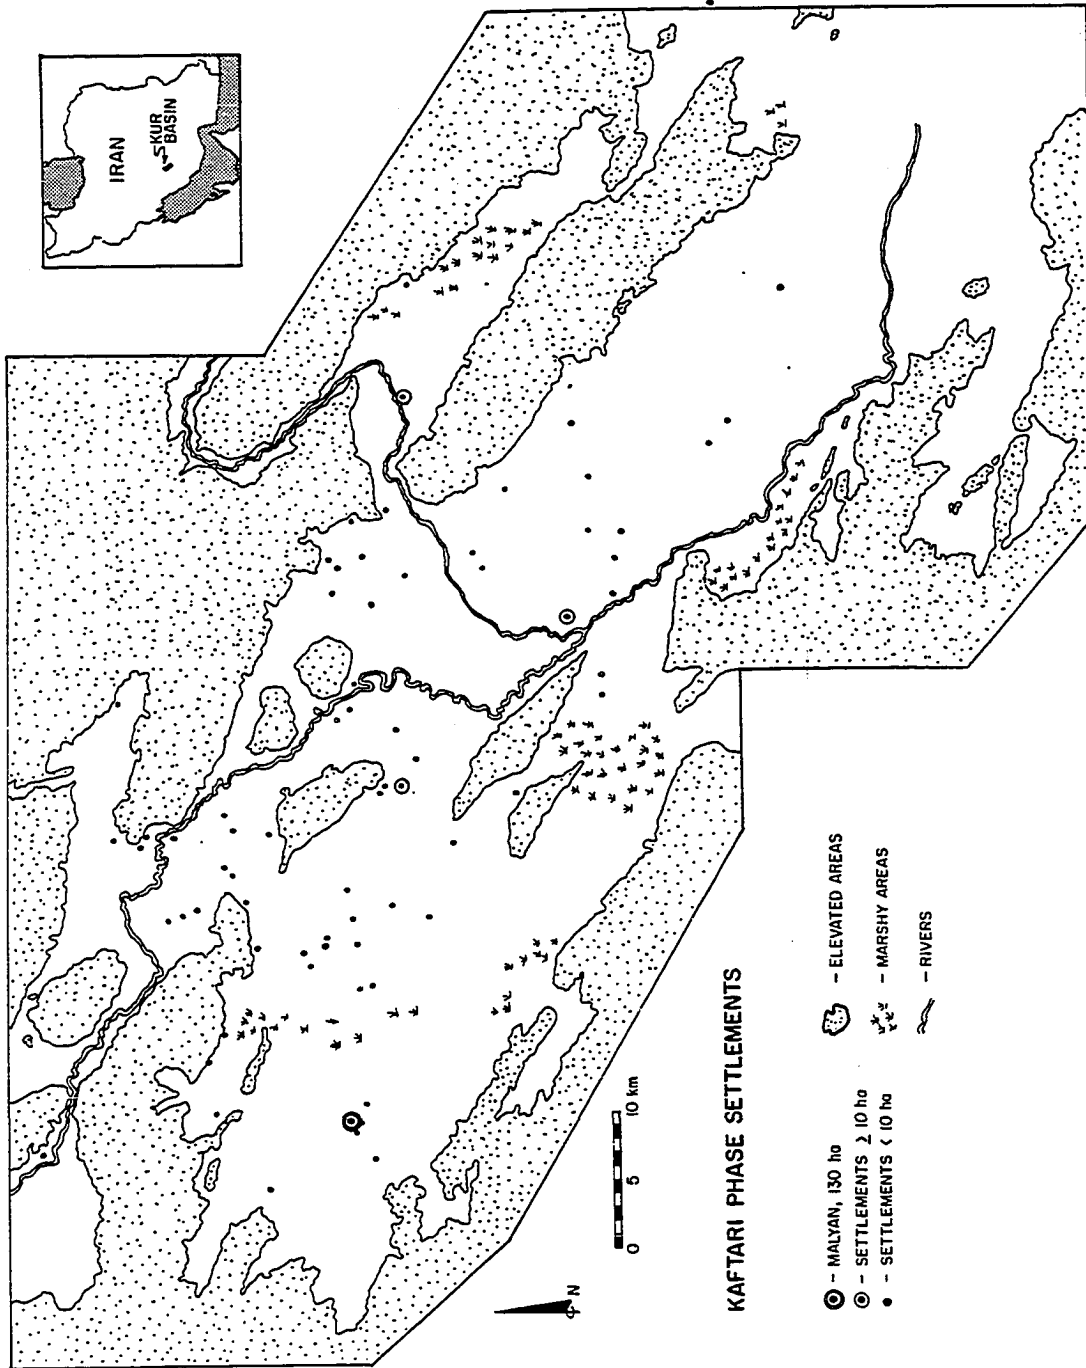 IRAN
KUR
BASIN
0 5 10 km
N
KAFTARI PHASE SETTLEMENTS
- MALYAN, 130 ha
- SETTLEMENTS ≥ 10 ha
- SETTLEMENTS < 10 ha
- ELEVATED AREAS
- MARSHY AREAS
- RIVERS